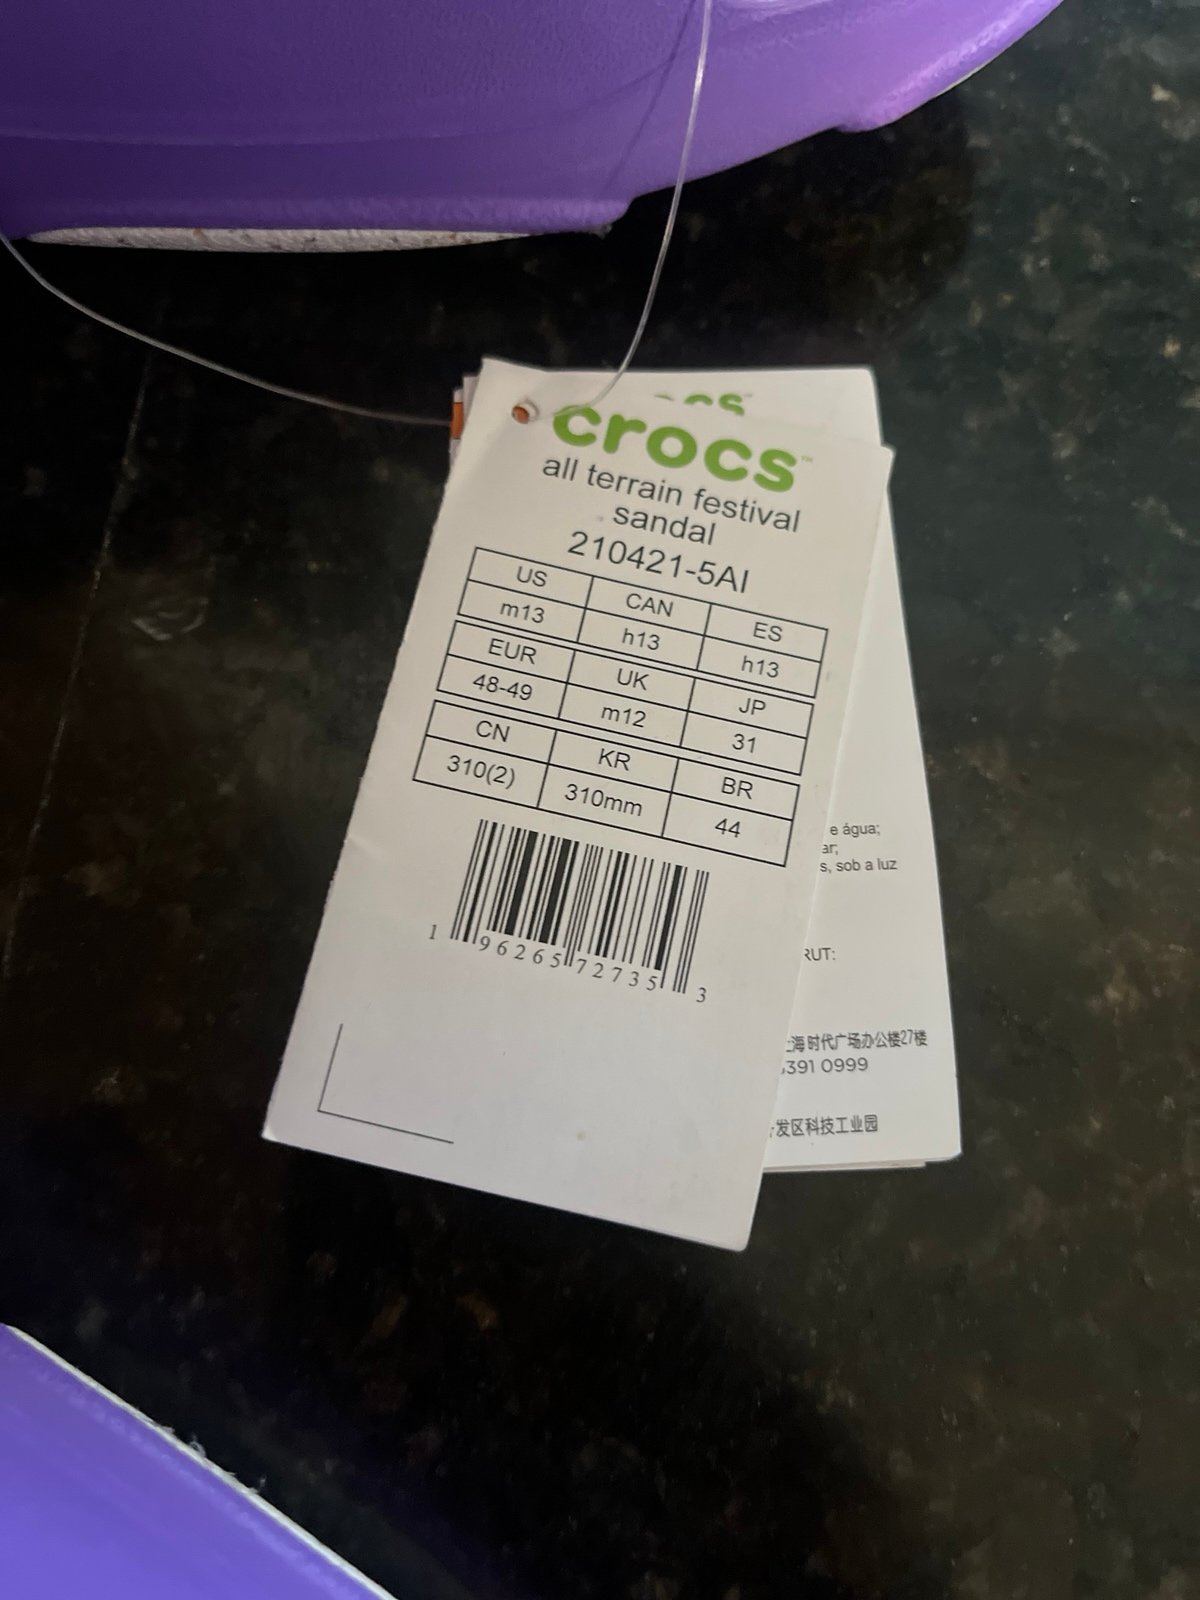 crocs™
all terrain festival
sandal
210421-5AI
US CAN ES
m13 h13 h13
EUR UK JP
48-49 m12 31
CN KR BR
310(2) 310mm 44
1 96265 72735 3
e água;
ar;
s, sob a luz
RUT:
海时代广场办公楼27楼
391 0999
发区科技工业园